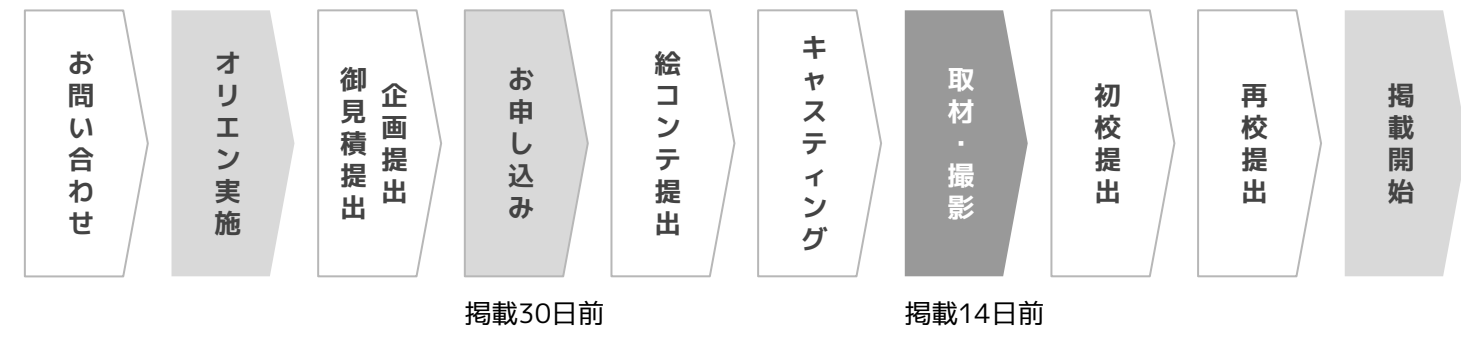 お問い合わせ
オリエン実施
企画提出
御見積提出
お申し込み
絵コンテ提出
キャスティング
取材・撮影
初校提出
再校提出
掲載開始
掲載30日前
掲載14日前